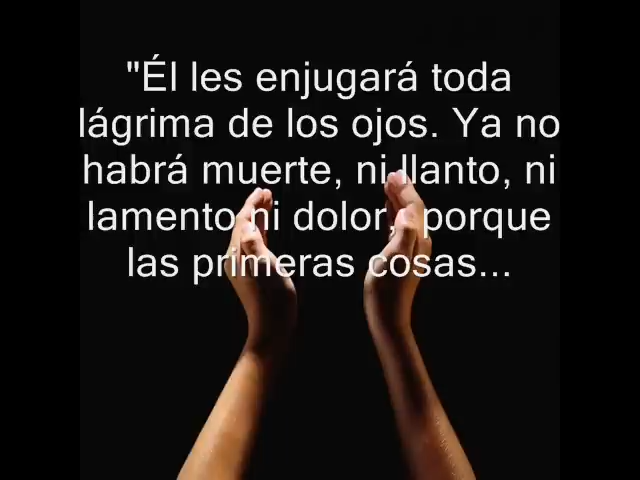 "Él les enjugará toda
lágrima de los ojos. Ya no
habrá muerte, ni llanto, ni
lamento ni dolor,  porque
las primeras cosas...